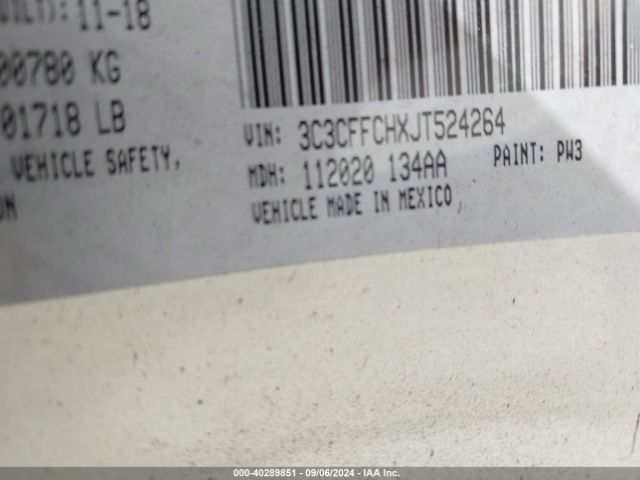 11-18
00780 KG
01718 LB
VEHICLE SAFETY,
VIN: 3C3CFFCHXJT524264
MDH: 112020 134AA PAINT: PW3
VEHICLE MADE IN MEXICO
000-40289851 - 09/06/2024 - IAA Inc.